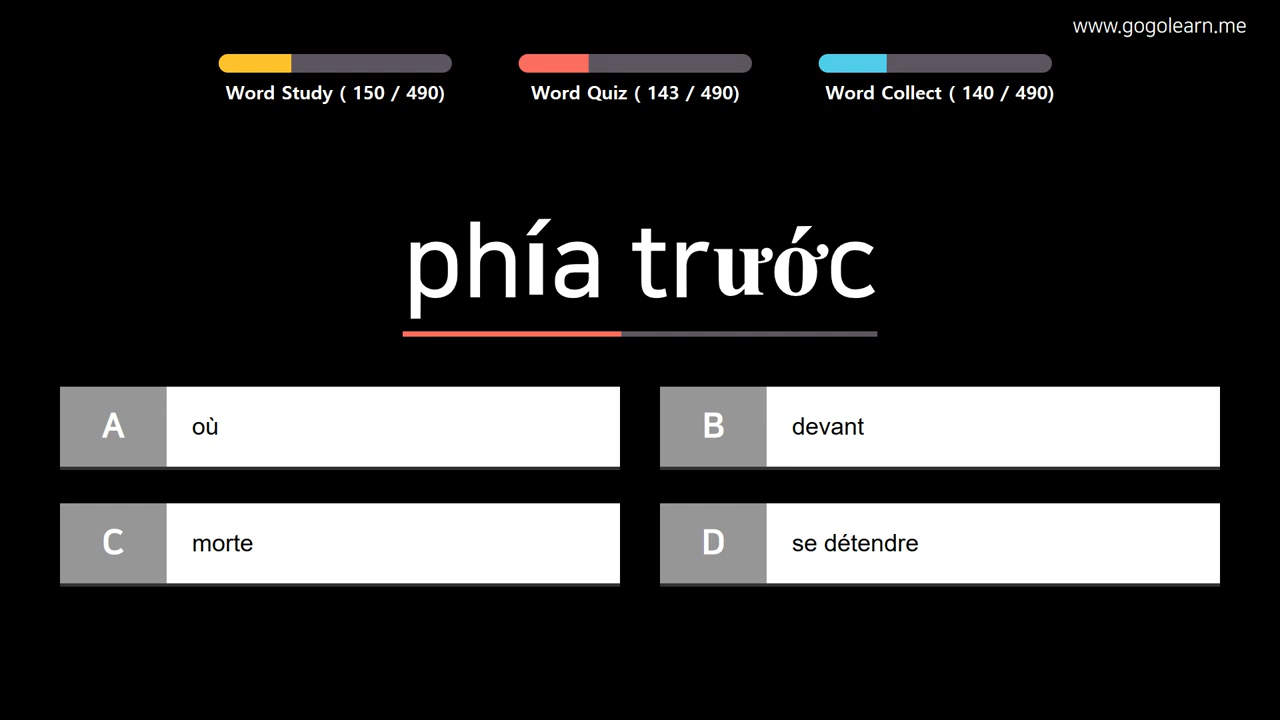 www.gogolearn.me
Word Study ( 150 / 490)
Word Quiz ( 143 / 490)
Word Collect ( 140 / 490)
phía trước
A où
B devant
C morte
D se détendre